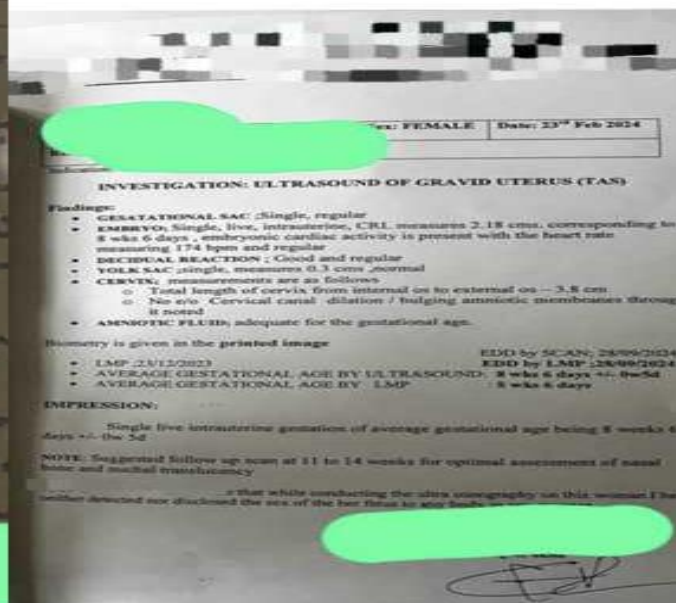 Sex: FEMALE Date: 23rd Feb 2024
INVESTIGATION: ULTRASOUND OF GRAVID UTERUS (TAS)
Findings:
• GESATATIONAL SAC ;Single, regular
• EMBRYO; Single, live, intrauterine, CRL measures 2.18 cms, corresponding to
8 wks 6 days , embryonic cardiac activity is present with the heart rate
measuring 174 bpm and regular
• DECIDUAL REACTION ; Good and regular
• YOLK SAC ;single, measures 0.3 cms ,normal
• CERVIX; measurements are as follows
o Total length of cervix from internal os to external os – 3.8 cm
o No e/o Cervical canal dilation / bulging amniotic membranes throug
it noted
• AMNIOTIC FLUID; adequate for the gestational age.
Biometry is given in the printed image
EDD by SCAN; 28/09/2024
• LMP ;23/12/2023 EDD by LMP ;28/09/2024
• AVERAGE GESTATIONAL AGE BY ULTRASOUND: 8 wks 6 days +/- 0w5d
• AVERAGE GESTATIONAL AGE BY LMP : 8 wks 6 days
IMPRESSION:
Single live intrauterine gestation of average gestational age being 8 weeks 6
days +/- 0w 5d
NOTE: Suggested follow up scan at 11 to 14 weeks for optimal assessment of nasal
bone and nuchal translucency
that while conducting the ultra sonography on this woman I ha
neither detected nor disclosed the sex of the her fetus to any body in